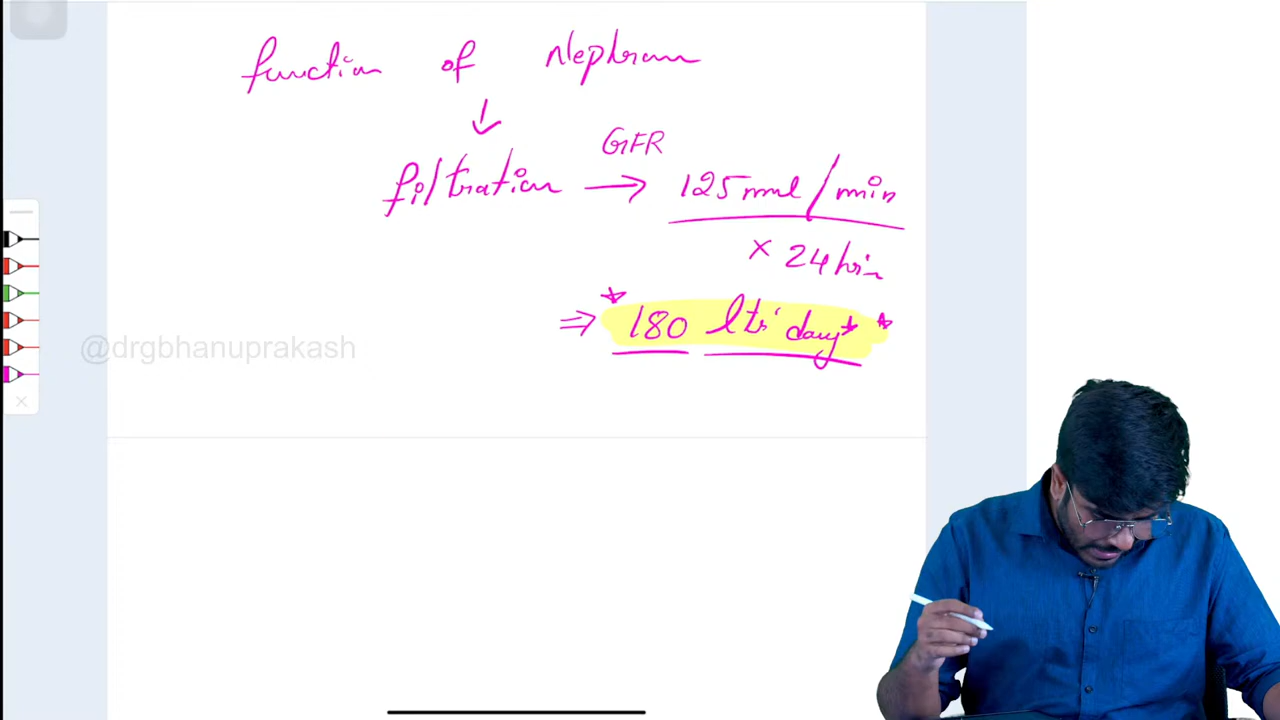 function of Nephron
↓
GFR
filtration → 125 ml/min
× 24 hrs
⇒ * 180 ltr day * *
@drgbhanuprakash